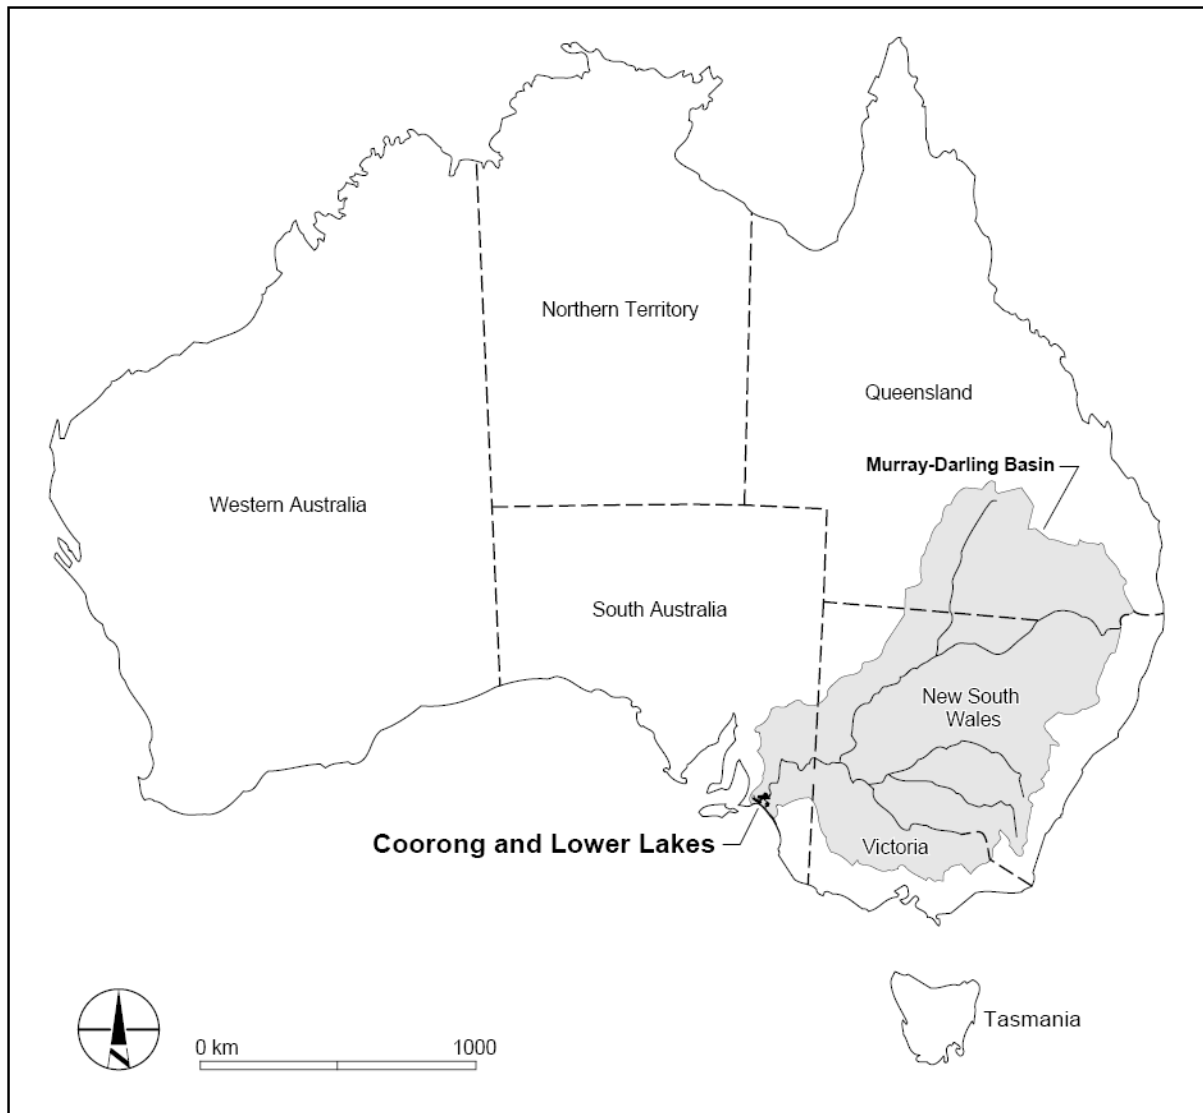 Northern Territory
Queensland
Murray-Darling Basin
Western Australia
South Australia
New South
Wales
Coorong and Lower Lakes
Victoria
Tasmania
N
0 km 1000